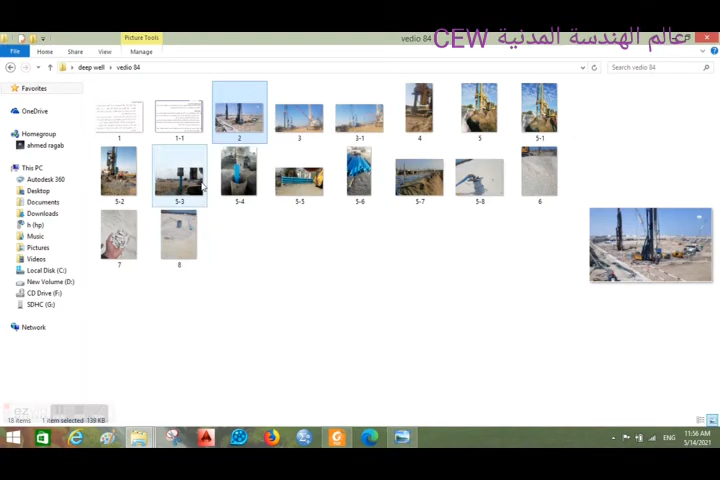 Picture Tools
vedio 84
عالم الهندسة المدنية CEW
File
Home
Share
View
Manage
deep well
vedio 84
Search vedio 84
Favorites
OneDrive
Homegroup
ahmed ragab
This PC
Autodesk 360
Desktop
Documents
Downloads
h (hp)
Music
Pictures
Videos
Local Disk (C:)
New Volume (D:)
CD Drive (F:)
SDHC (G:)
Network
1
1-1
2
3
3-1
4
5
5-1
5-2
5-3
5-4
5-5
5-6
5-7
5-8
6
7
8
ez
18 items
1 item selected 139 KB
ENG
11:56 AM
5/14/2021